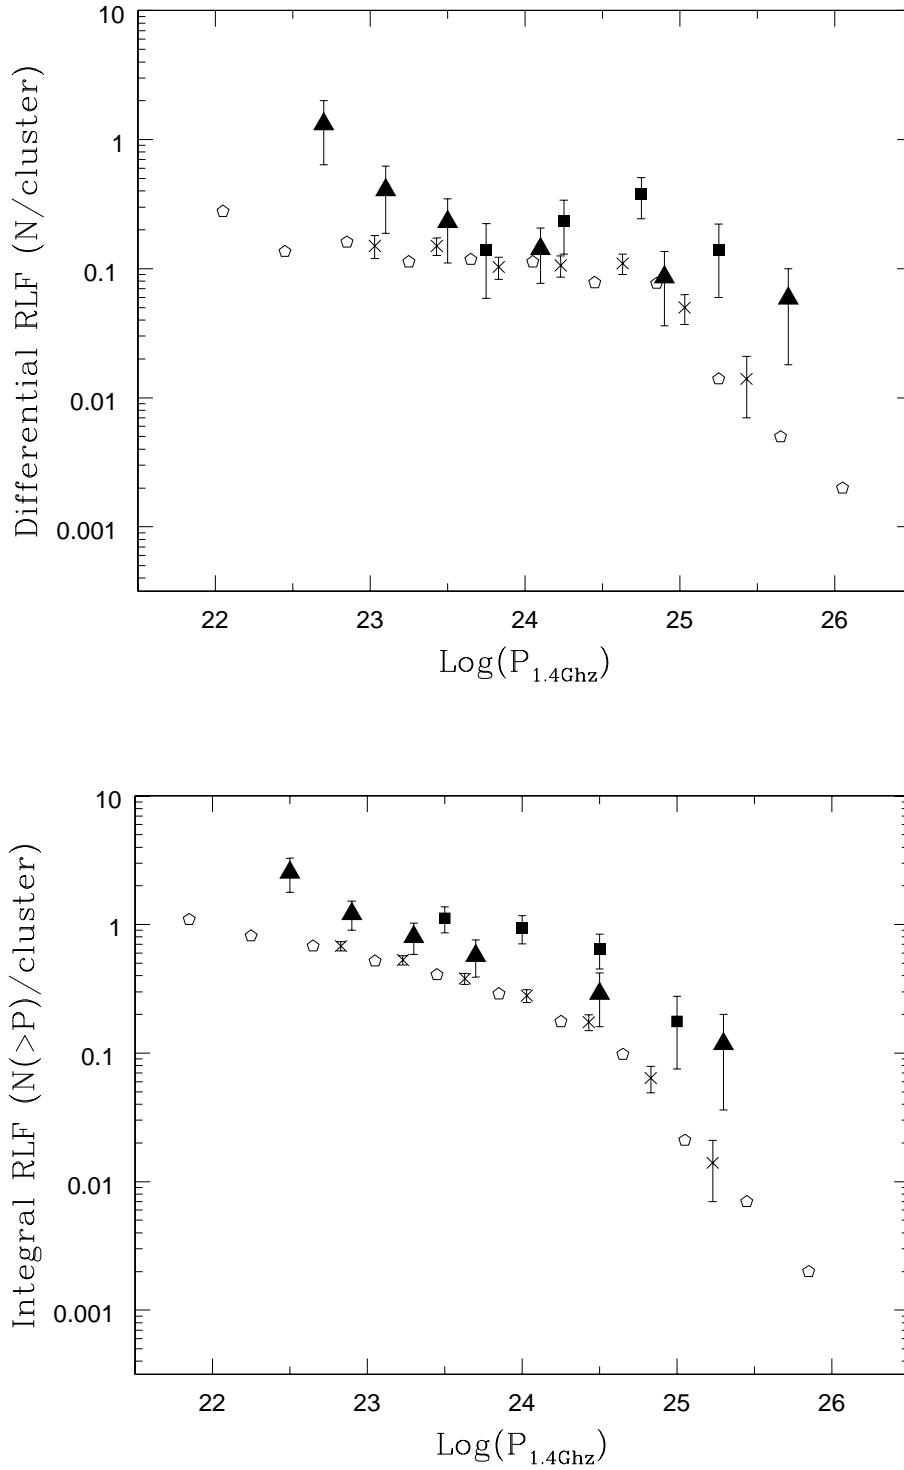 10
1
0.1
0.01
0.001
Differential RLF (N/cluster)
22 23 24 25 26
Log(P1.4Ghz)
10
1
0.1
0.01
0.001
Integral RLF (N(>P)/cluster)
22 23 24 25 26
Log(P1.4Ghz)